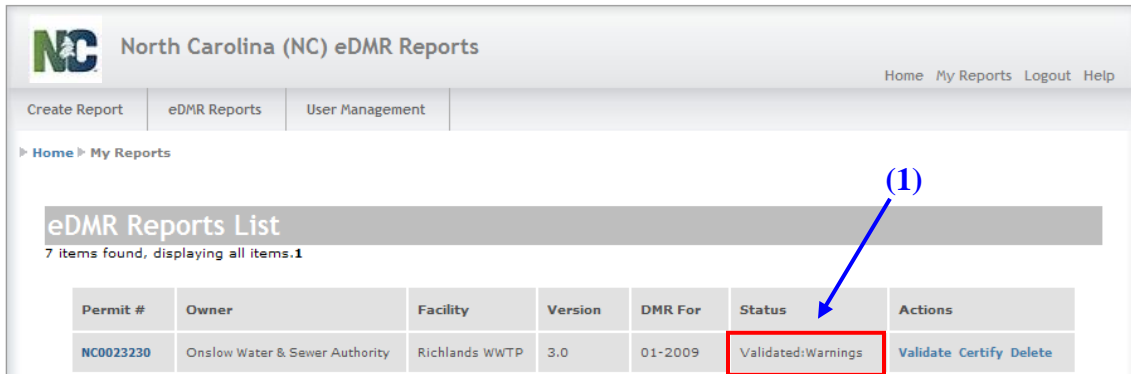 NC North Carolina (NC) eDMR Reports
Home My Reports Logout Help
Create Report eDMR Reports User Management
Home My Reports
(1)
eDMR Reports List
7 items found, displaying all items.1
Permit # Owner Facility Version DMR For Status Actions
NC0023230 Onslow Water & Sewer Authority Richlands WWTP 3.0 01-2009 Validated:Warnings Validate Certify Delete